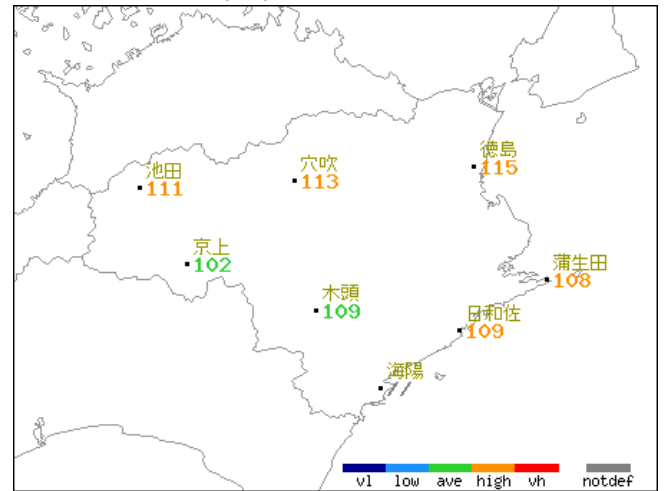 徳島
115
穴吹
113
池田
111
京上
102
蒲生田
108
木頭
109
日和佐
109
海陽
vl low ave high vh notdef